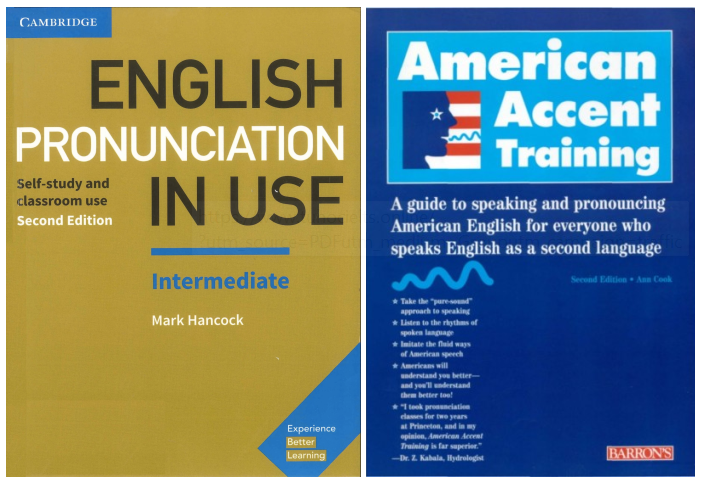 CAMBRIDGE
ENGLISH
PRONUNCIATION
IN USE
Self-study and
classroom use
Second Edition
Intermediate
Mark Hancock
Experience
Better
Learning
American
Accent
Training
A guide to speaking and pronouncing
American English for everyone who
speaks English as a second language
Second Edition • Ann Cook
★ Take the "pure-sound"
approach to speaking
★ Listen to the rhythms of
spoken language
★ Imitate the fluid ways
of American speech
★ Americans will
understand you better—
and you'll understand
them better too!
★ "I took pronunciation
classes for two years
at Princeton, and in my
opinion, American Accent
Training is far superior."
—Dr. Z. Kabala, Hydrologist
BARRON'S